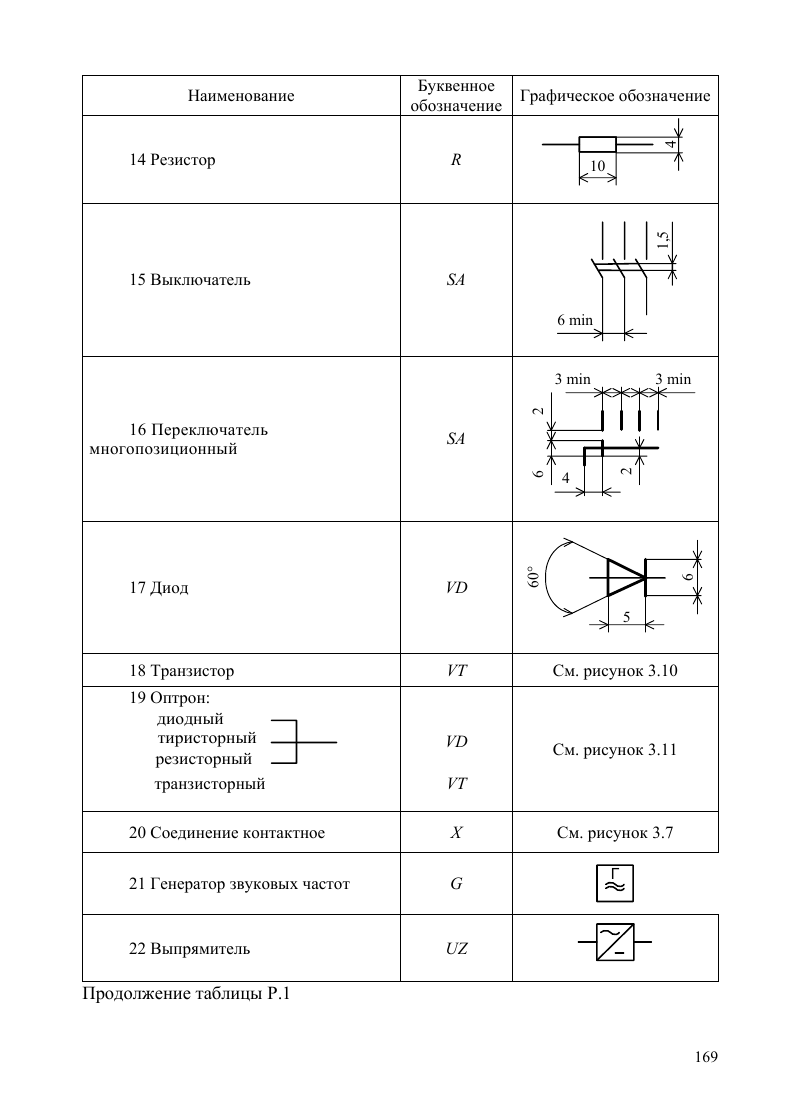 Наименование
Буквенное
обозначение
Графическое обозначение
14 Резистор
R
10
4
15 Выключатель
SA
1,5
6 min
16 Переключатель
многопозиционный
SA
3 min
3 min
2
6
4
2
17 Диод
VD
60°
5
6
18 Транзистор
VT
См. рисунок 3.10
19 Оптрон:
диодный
тиристорный
резисторный
транзисторный
VD
VT
См. рисунок 3.11
20 Соединение контактное
X
См. рисунок 3.7
21 Генератор звуковых частот
G
Г
22 Выпрямитель
UZ
Продолжение таблицы Р.1
169